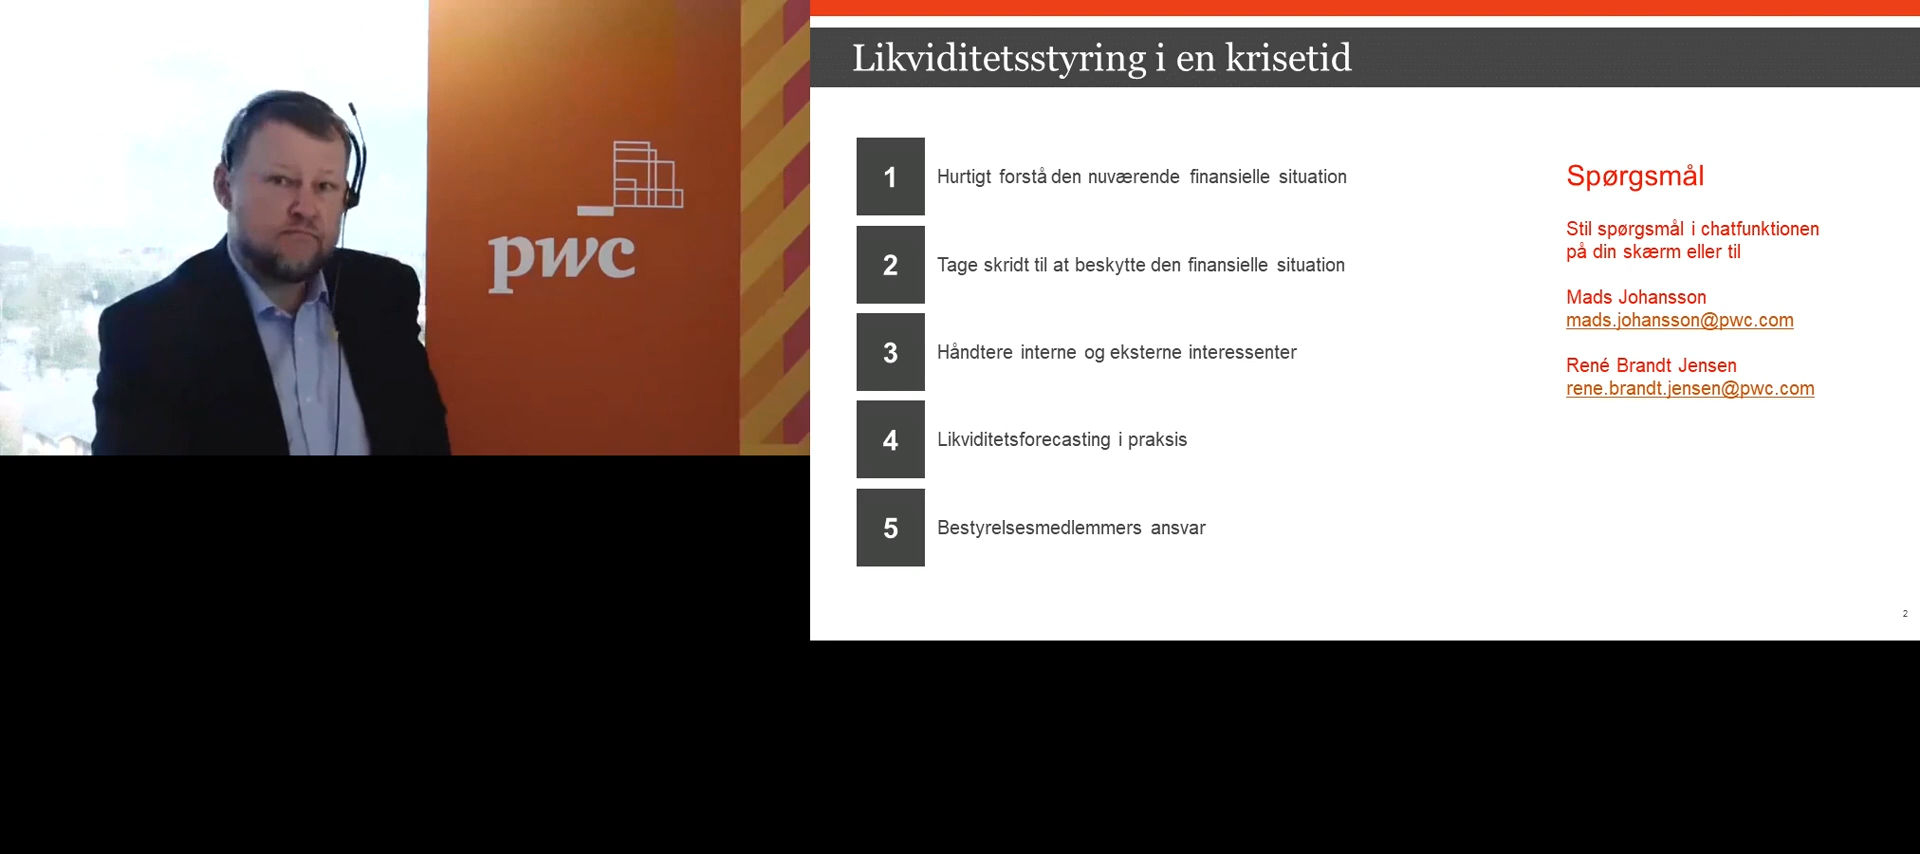 pwc
Likviditetsstyring i en krisetid
1 Hurtigt forstå den nuværende finansielle situation
2 Tage skridt til at beskytte den finansielle situation
3 Håndtere interne og eksterne interessenter
4 Likviditetsforecasting i praksis
5 Bestyrelsesmedlemmers ansvar
Spørgsmål
Stil spørgsmål i chatfunktionen
på din skærm eller til
Mads Johansson
mads.johansson@pwc.com
René Brandt Jensen
rene.brandt.jensen@pwc.com
2